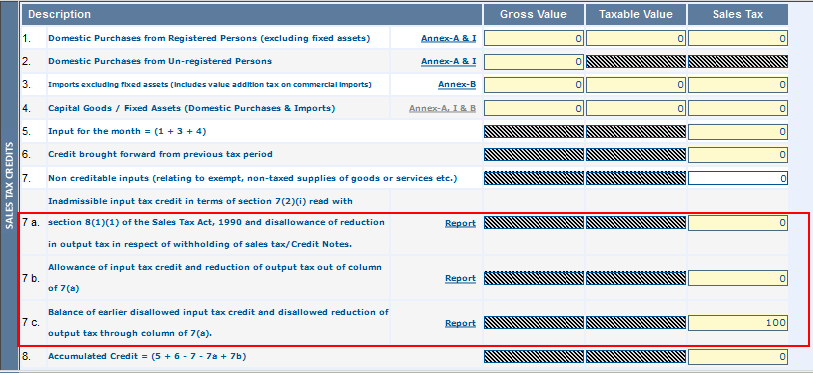 Description Gross Value Taxable Value Sales Tax
1. Domestic Purchases from Registered Persons (excluding fixed assets) Annex-A & I 0 0 0
2. Domestic Purchases from Un-registered Persons Annex-A & I 0
3. Imports excluding fixed assets (includes value addition tax on commercial imports) Annex-B 0 0 0
4. Capital Goods / Fixed Assets (Domestic Purchases & Imports) Annex-A, I & B 0 0 0
5. Input for the month = (1 + 3 + 4) 0
6. Credit brought forward from previous tax period 0
7. Non creditable inputs (relating to exempt, non-taxed supplies of goods or services etc.) 0
Inadmissible input tax credit in terms of section 7(2)(i) read with
7 a. section 8(1)(1) of the Sales Tax Act, 1990 and disallowance of reduction Report 0
in output tax in respect of withholding of sales tax/Credit Notes.
Allowance of input tax credit and reduction of output tax out of column
7 b. Report 0
of 7(a)
Balance of earlier disallowed input tax credit and disallowed reduction of
7 c. Report 100
output tax through column of 7(a).
8. Accumulated Credit = (5 + 6 - 7 - 7a + 7b) 0
SALES TAX CREDITS